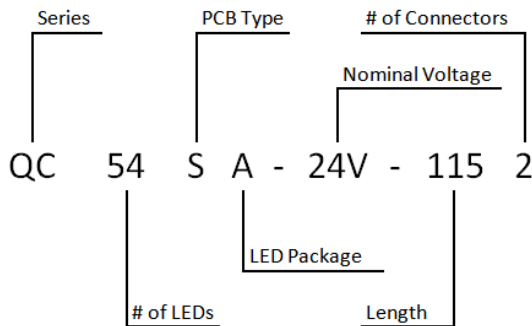 Series
PCB Type
# of Connectors
Nominal Voltage
QC 54 S A - 24V - 115 2
LED Package
# of LEDs
Length